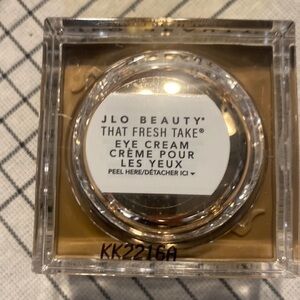 JLO BEAUTY®
THAT FRESH TAKE®
EYE CREAM
CRÈME POUR
LES YEUX
PEEL HERE/DÉTACHER ICI ▾
KK2216A